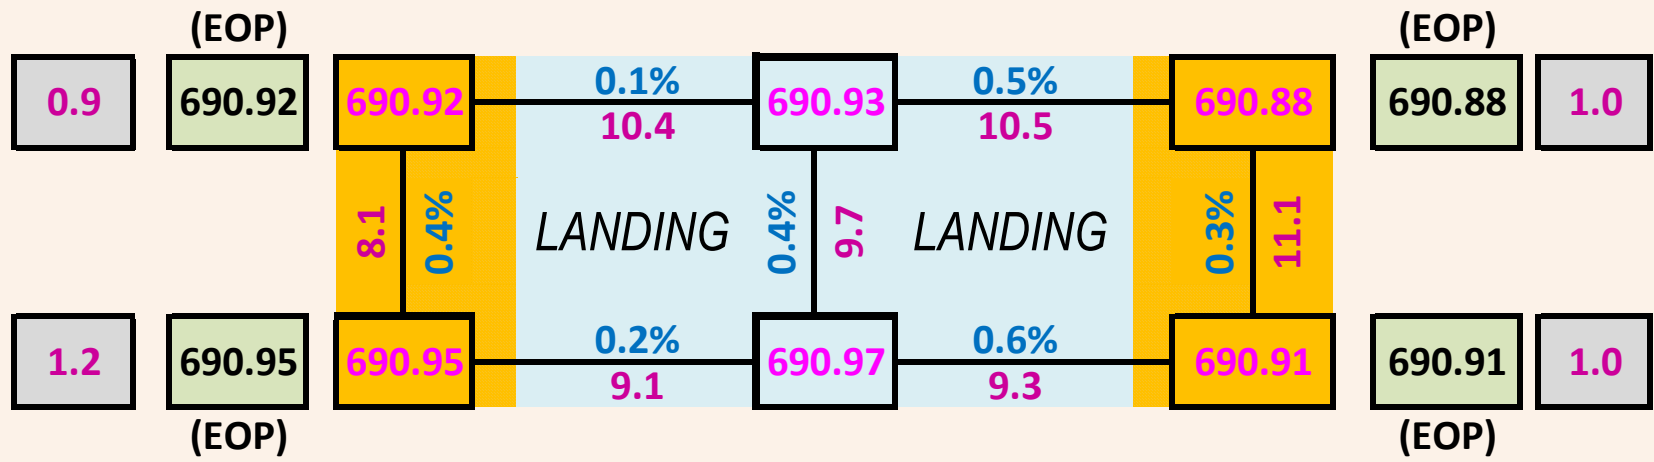 (EOP) (EOP)
0.9 690.92 690.92 0.1% 690.93 0.5% 690.88 690.88 1.0
10.4 10.5
8.1 0.4% LANDING 0.4% 9.7 LANDING 0.3% 11.1
1.2 690.95 690.95 0.2% 690.97 0.6% 690.91 690.91 1.0
9.1 9.3
(EOP) (EOP)